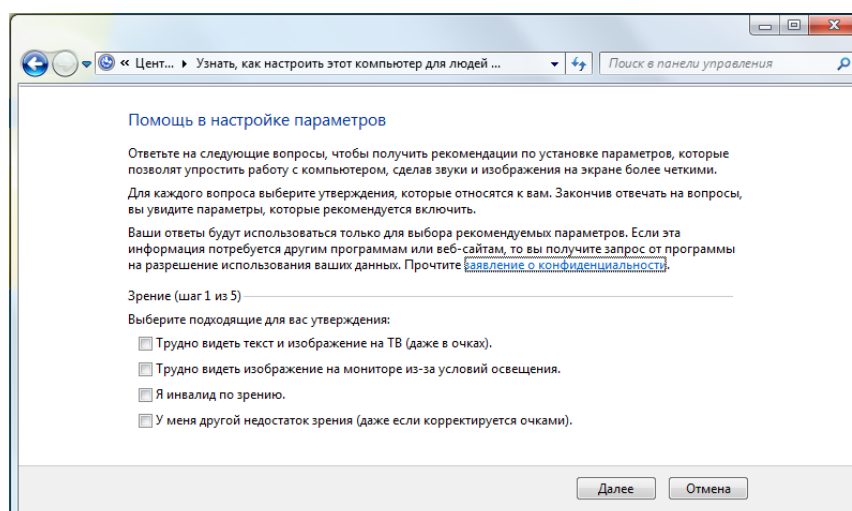 « Цент... ▸ Узнать, как настроить этот компьютер для людей ... Поиск в панели управления
Помощь в настройке параметров
Ответьте на следующие вопросы, чтобы получить рекомендации по установке параметров, которые
позволят упростить работу с компьютером, сделав звуки и изображения на экране более четкими.
Для каждого вопроса выберите утверждения, которые относятся к вам. Закончив отвечать на вопросы,
вы увидите параметры, которые рекомендуется включить.
Ваши ответы будут использоваться только для выбора рекомендуемых параметров. Если эта
информация потребуется другим программам или веб-сайтам, то вы получите запрос от программы
на разрешение использования ваших данных. Прочтите заявление о конфиденциальности.
Зрение (шаг 1 из 5)
Выберите подходящие для вас утверждения:
Трудно видеть текст и изображение на ТВ (даже в очках).
Трудно видеть изображение на мониторе из-за условий освещения.
Я инвалид по зрению.
У меня другой недостаток зрения (даже если корректируется очками).
Далее Отмена